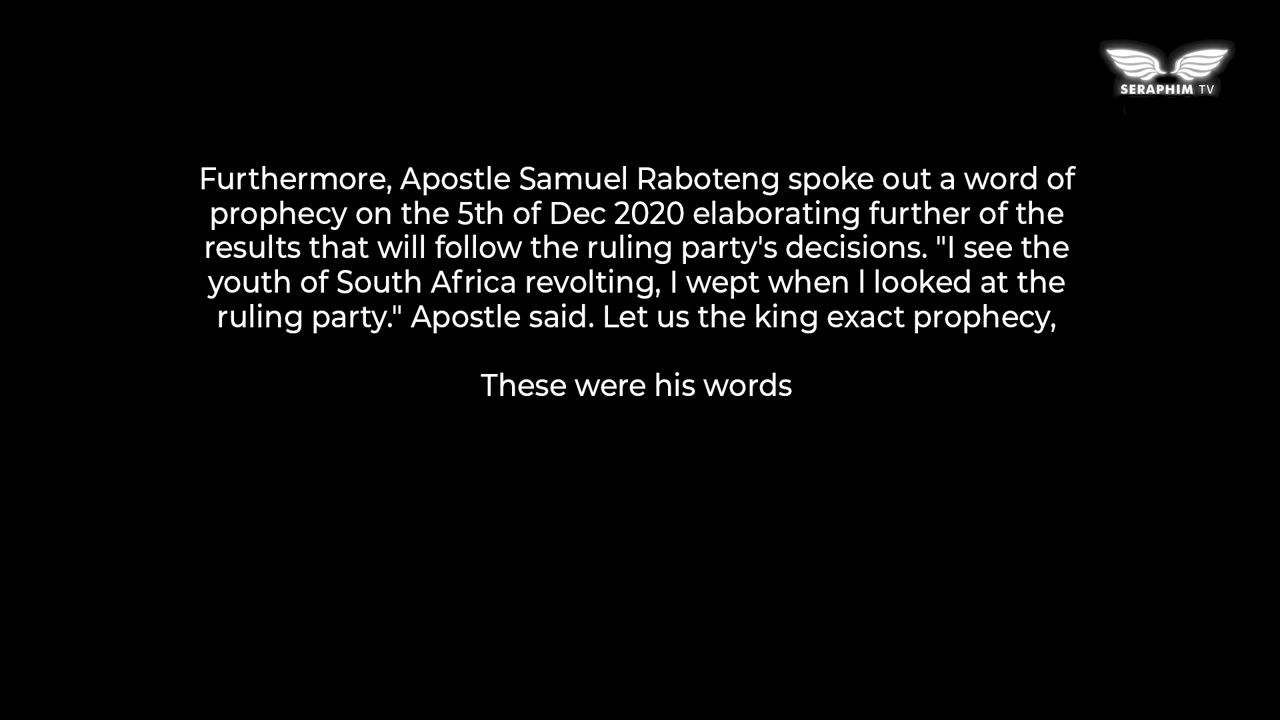 SERAPHIM TV
Furthermore, Apostle Samuel Raboteng spoke out a word of
prophecy on the 5th of Dec 2020 elaborating further of the
results that will follow the ruling party's decisions. "I see the
youth of South Africa revolting, I wept when l looked at the
ruling party." Apostle said. Let us the king exact prophecy,
These were his words